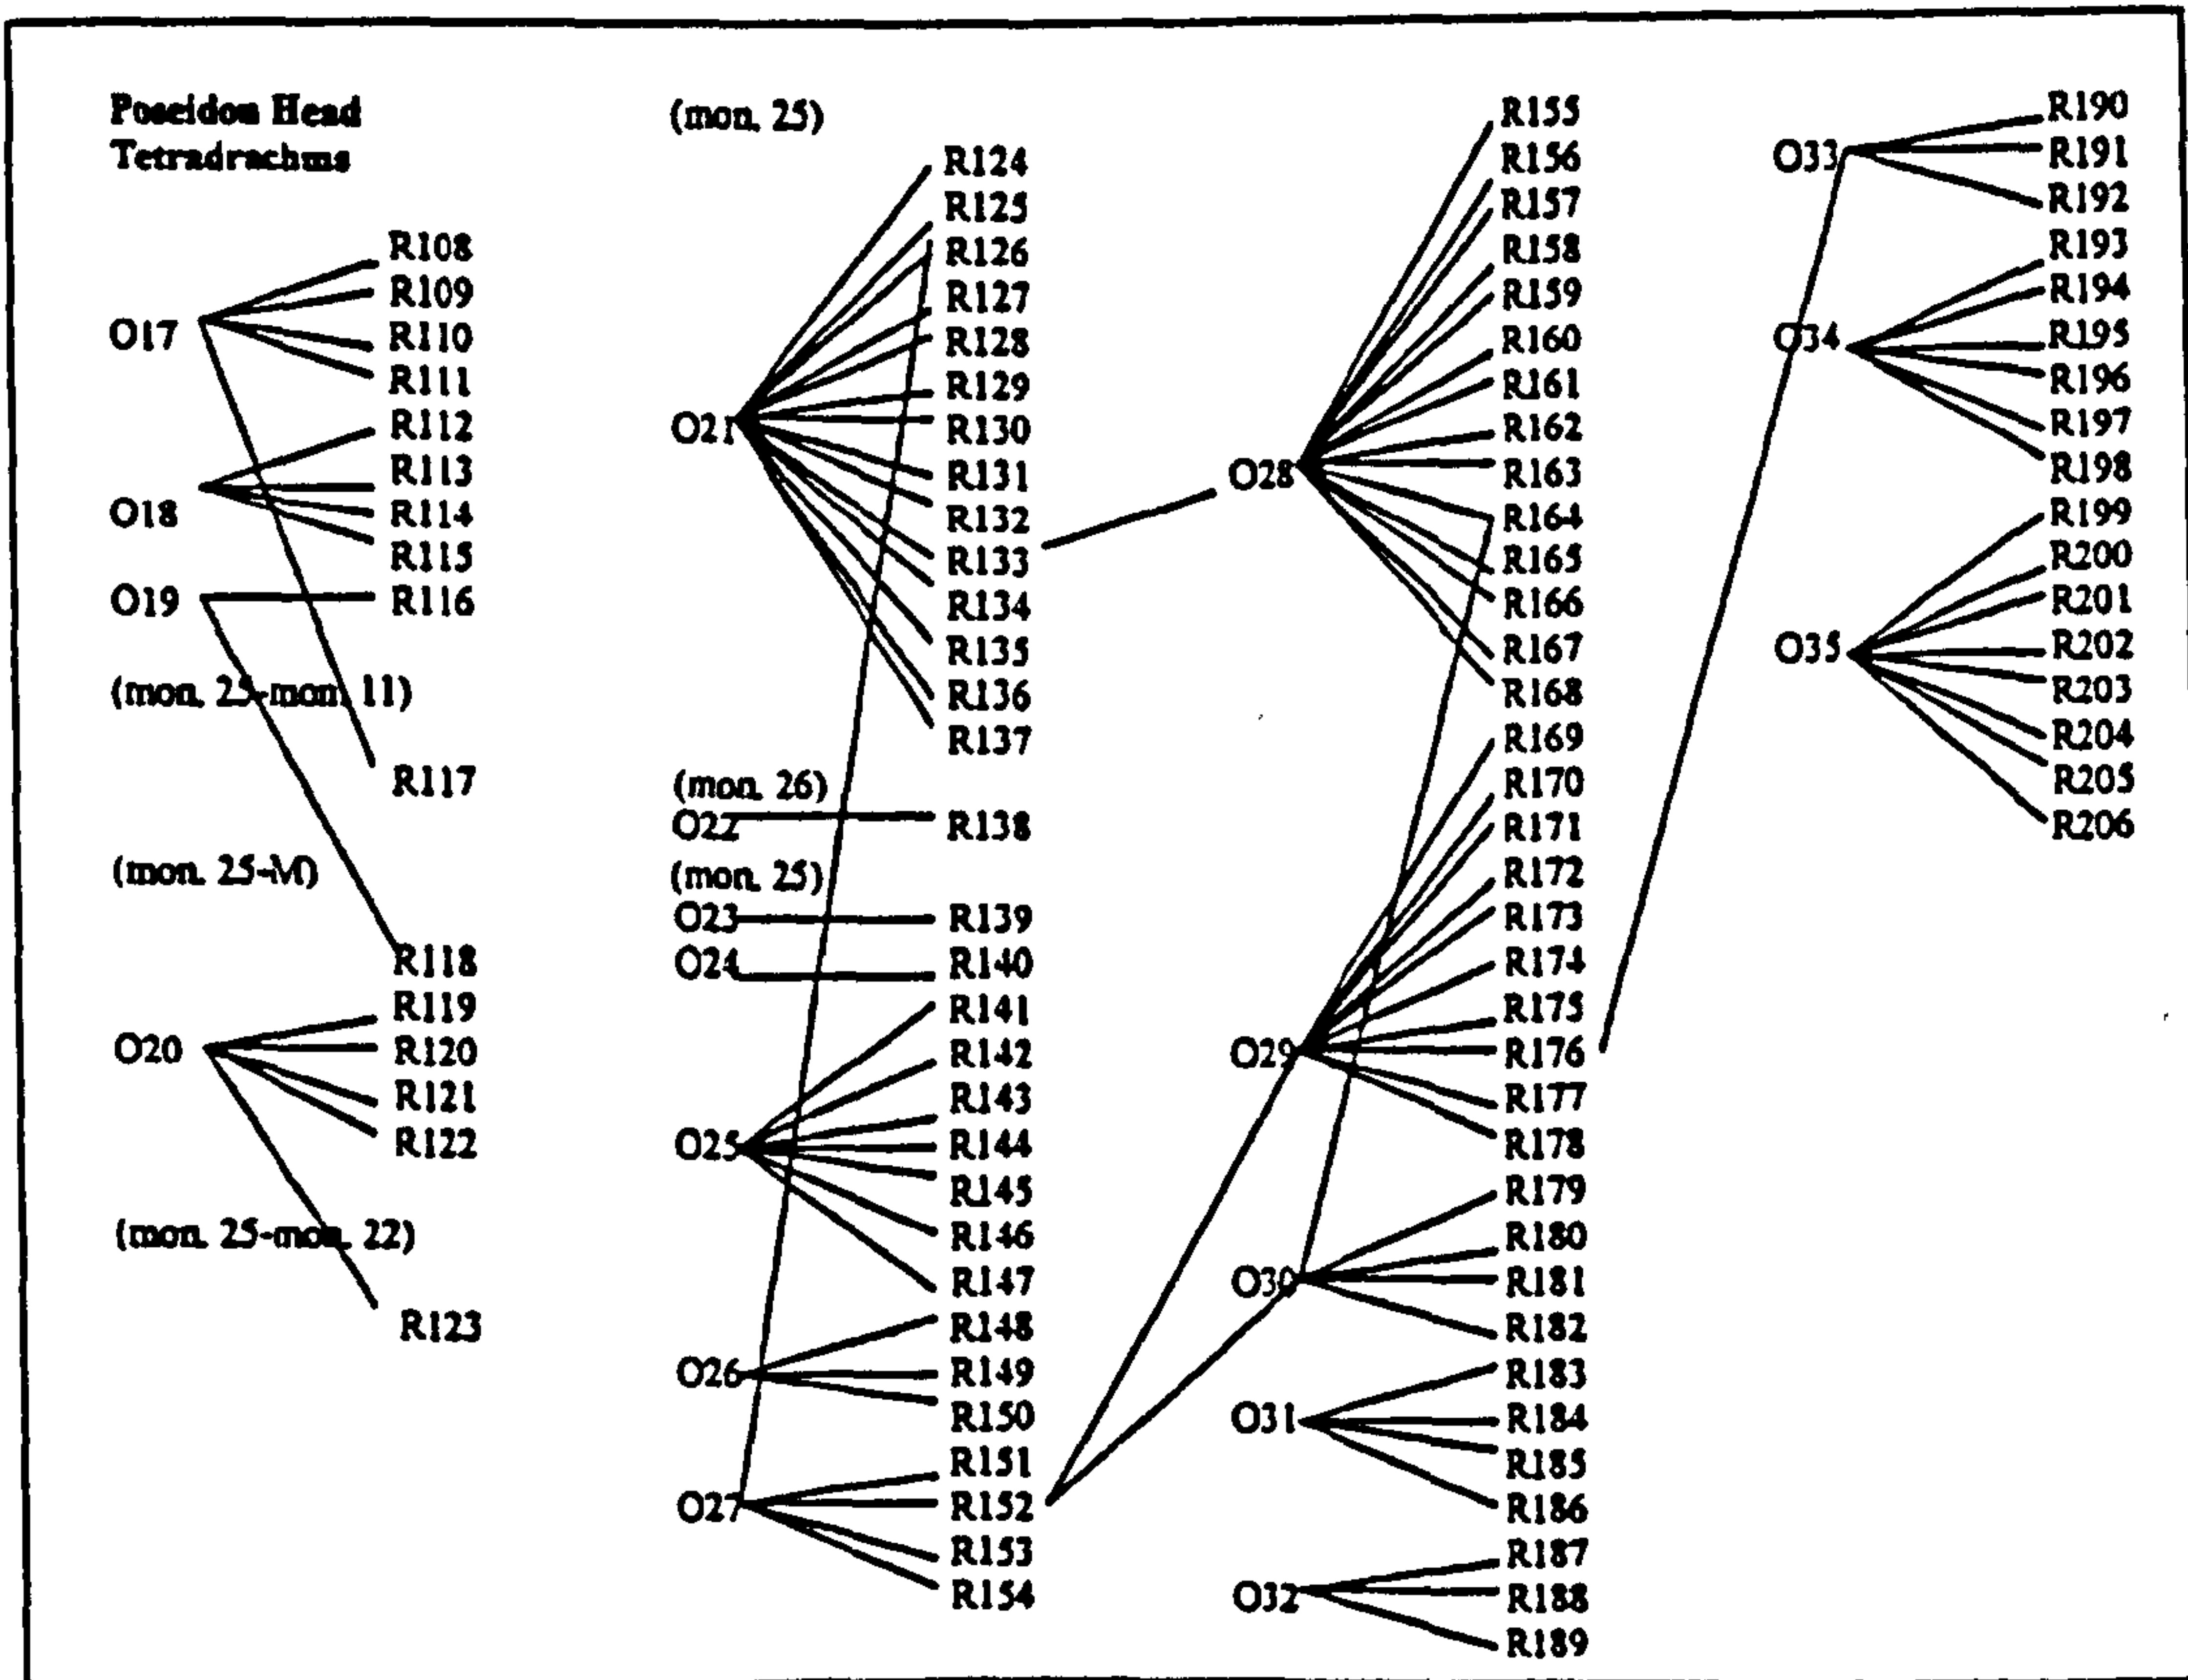 Poseidon Head
Tetradrachms
R108
R109
O17
R110
R111
R112
R113
O18
R114
R115
O19
R116
(mon. 25-mon. 11)
R117
(mon. 25-M)
R118
R119
O20
R120
R121
R122
(mon. 25-mon. 22)
R123
(mon. 25)
R124
R125
R126
R127
R128
R129
O21
R130
R131
R132
R133
R134
R135
R136
R137
(mon. 26)
O22
R138
(mon. 25)
O23
R139
O24
R140
R141
R142
R143
O25
R144
R145
R146
R147
R148
O26
R149
R150
R151
O27
R152
R153
R154
R155
R156
R157
R158
R159
R160
R161
R162
O28
R163
R164
R165
R166
R167
R168
R169
R170
R171
R172
R173
R174
R175
O29
R176
R177
R178
R179
R180
O30
R181
R182
R183
O31
R184
R185
R186
R187
O32
R188
R189
R190
O33
R191
R192
R193
R194
O34
R195
R196
R197
R198
R199
R200
R201
O35
R202
R203
R204
R205
R206